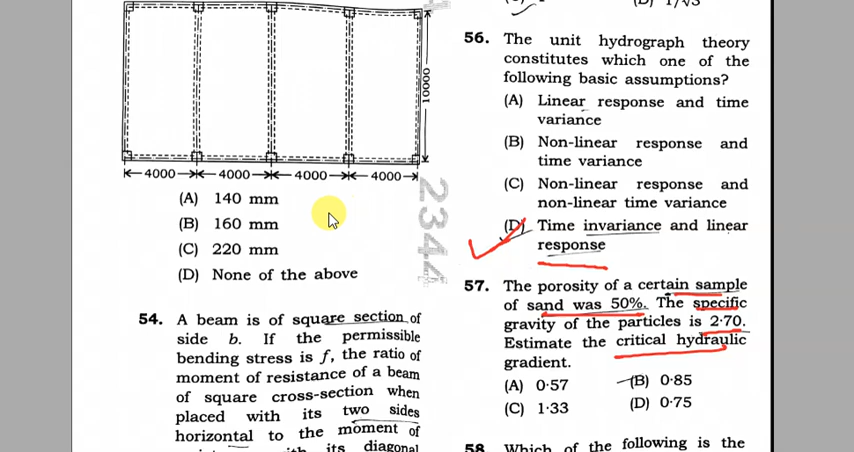 10000
4000
4000
4000
4000
(A) 140 mm
(B) 160 mm
(C) 220 mm
(D) None of the above
2344
54. A beam is of square section of
side b. If the permissible
bending stress is f, the ratio of
moment of resistance of a beam
of square cross-section when
placed with its two sides
horizontal to the moment of
its diagonal
56. The unit hydrograph theory
constitutes which one of the
following basic assumptions?
(A) Linear response and time
variance
(B) Non-linear response and
time variance
(C) Non-linear response and
non-linear time variance
(D) Time invariance and linear
response
57. The porosity of a certain sample
of sand was 50%. The specific
gravity of the particles is 2·70.
Estimate the critical hydraulic
gradient.
(A) 0·57
(B) 0·85
(C) 1·33
(D) 0·75
58. Which of the following is the